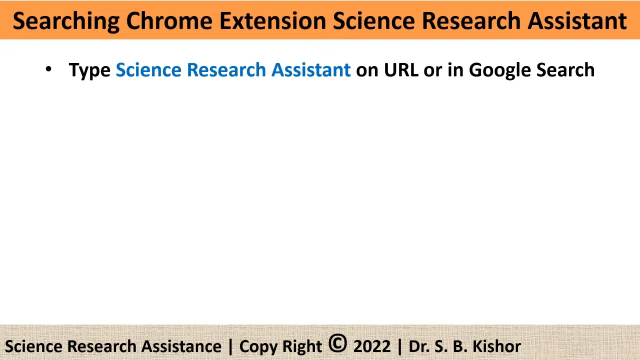 Searching Chrome Extension Science Research Assistant
• Type Science Research Assistant on URL or in Google Search
Science Research Assistance | Copy Right © 2022 | Dr. S. B. Kishor